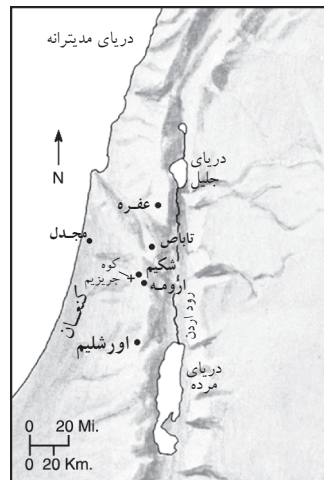 دریای مدیترانه
N
دریای
جلیل
عفره
مجدل
تاباص
شکیم
کوه
جریزیم
ارومه
کنعان
رود اردن
اورشلیم
دریای
مرده
0 20 Mi.
0 20 Km.